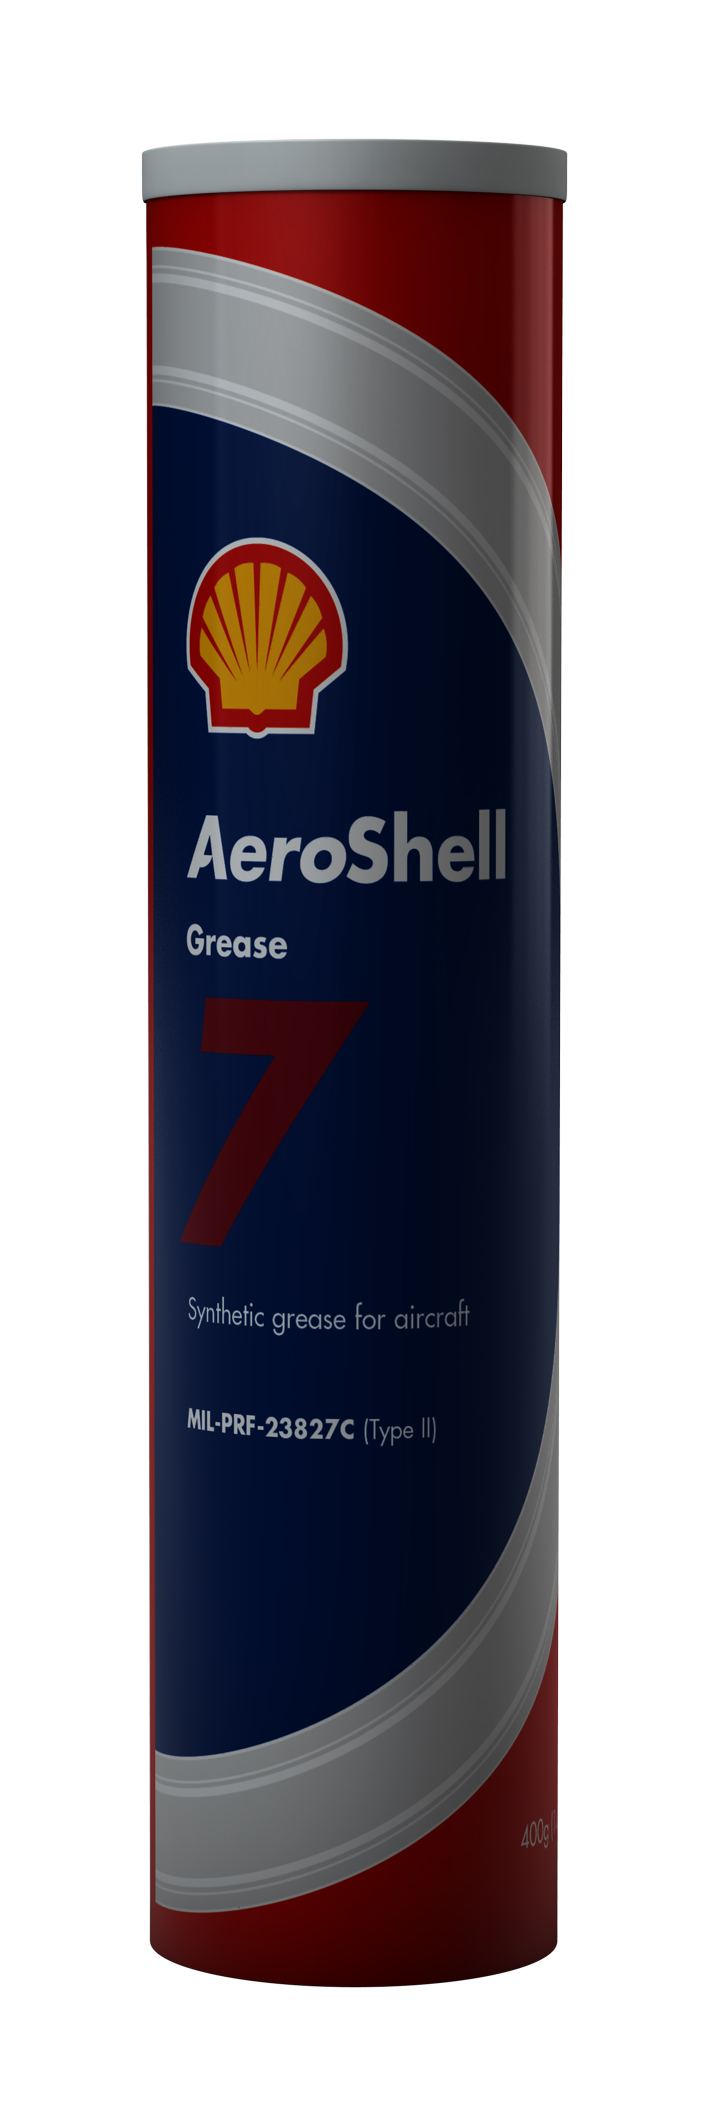 AeroShell
Grease
7
Synthetic grease for aircraft
MIL-PRF-23827C (Type II)
400g